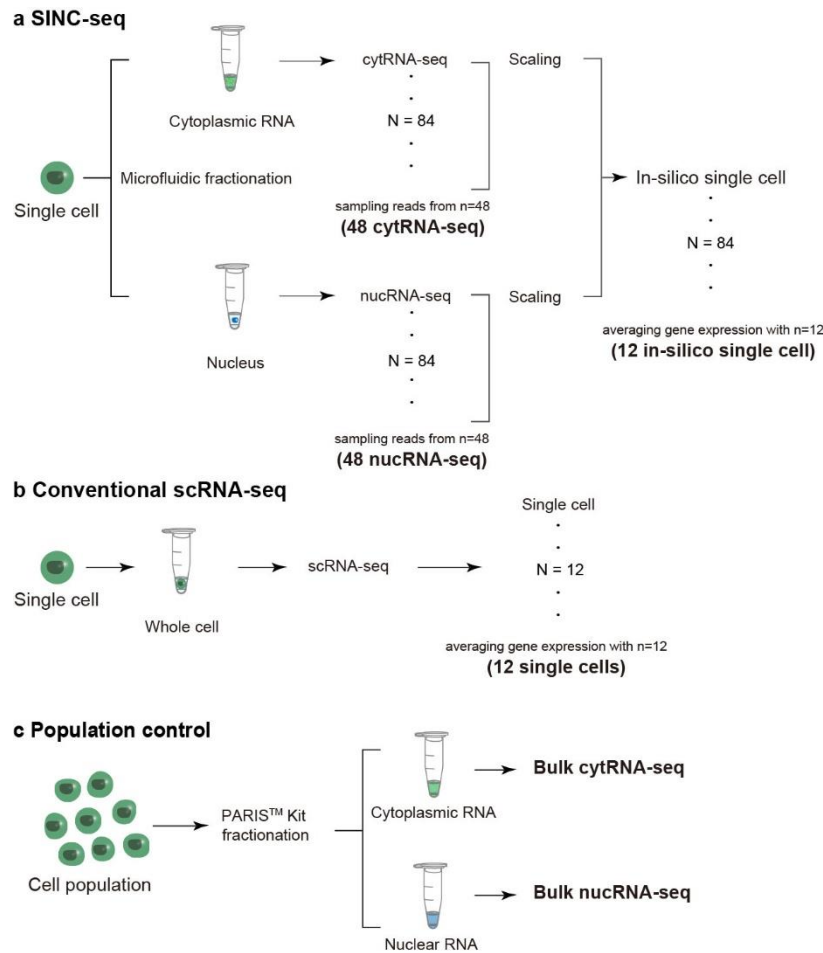 a SINC-seq
cytRNA-seq
Scaling
Cytoplasmic RNA
N = 84
Microfluidic fractionation
Single cell
sampling reads from n=48
(48 cytRNA-seq)
In-silico single cell
N = 84
nucRNA-seq
Scaling
Nucleus
N = 84
averaging gene expression with n=12
(12 in-silico single cell)
sampling reads from n=48
(48 nucRNA-seq)
b Conventional scRNA-seq
Single cell
scRNA-seq
N = 12
Single cell
Whole cell
averaging gene expression with n=12
(12 single cells)
c Population control
Bulk cytRNA-seq
PARIS™ Kit
fractionation
Cytoplasmic RNA
Cell population
Bulk nucRNA-seq
Nuclear RNA